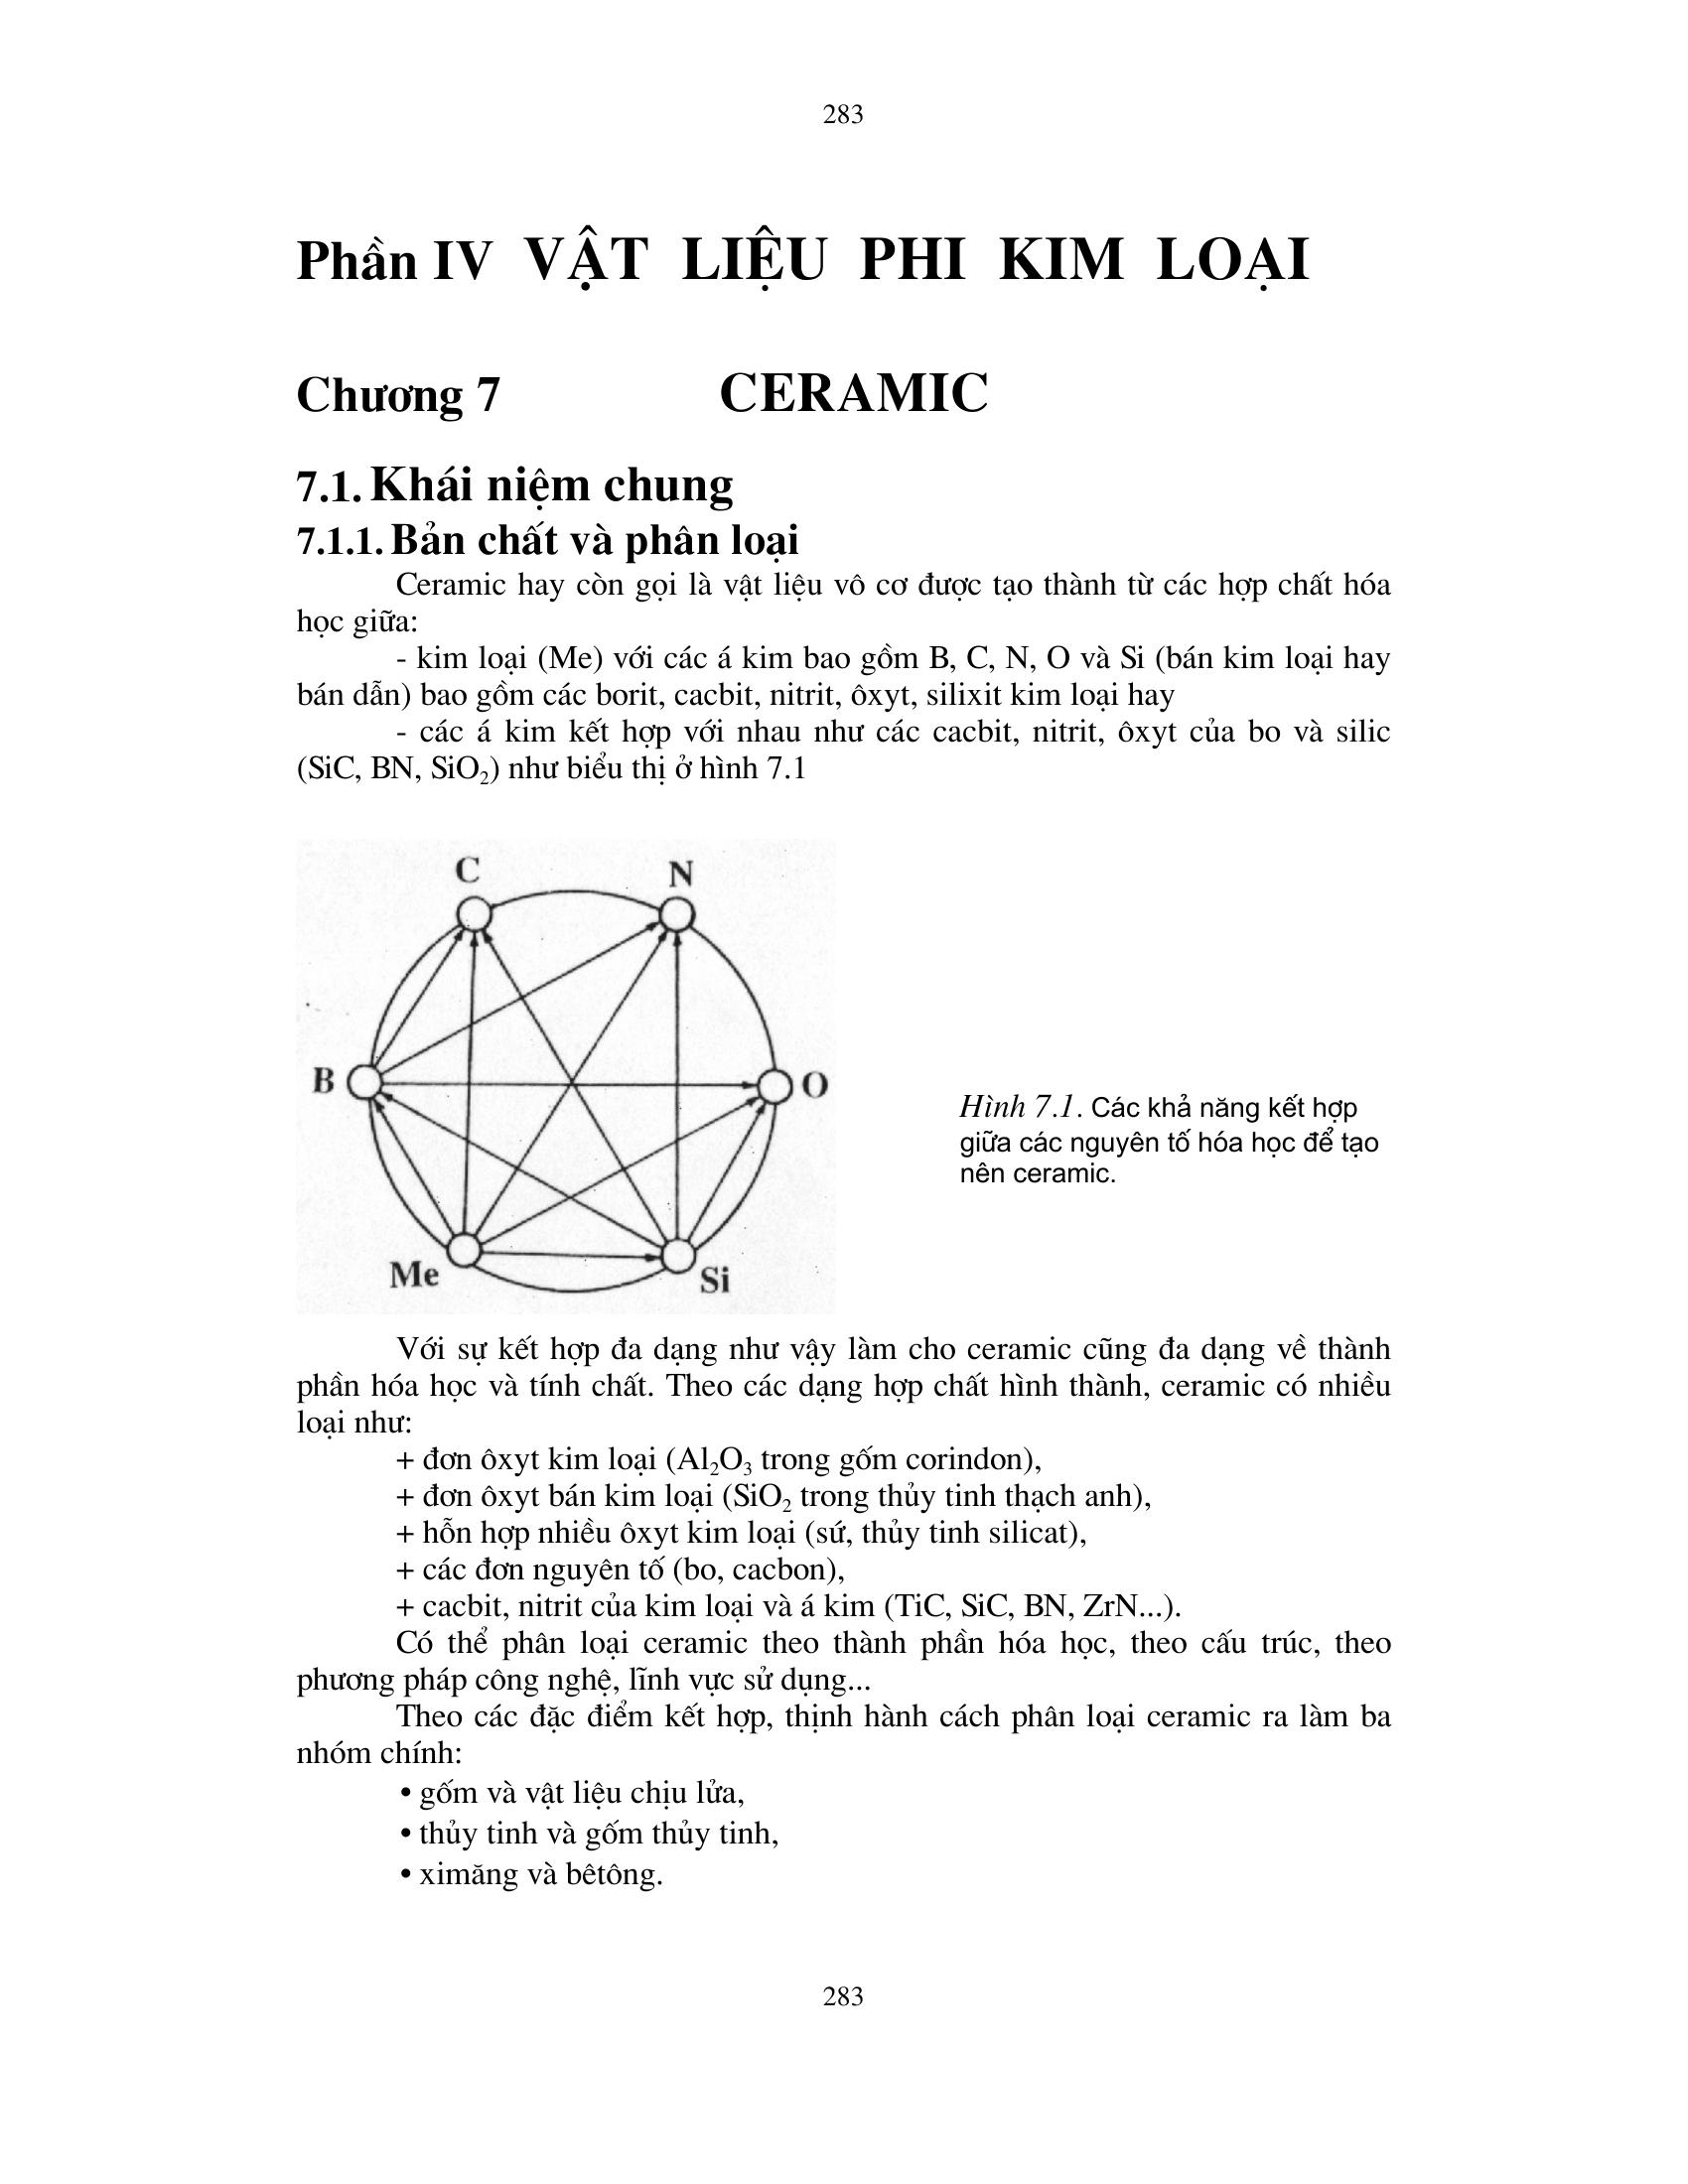 283
Phần IV VẬT LIỆU PHI KIM LOẠI
Chương 7 CERAMIC
7.1. Khái niệm chung
7.1.1. Bản chất và phân loại
Ceramic hay còn gọi là vật liệu vô cơ được tạo thành từ các hợp chất hóa
học giữa:
- kim loại (Me) với các á kim bao gồm B, C, N, O và Si (bán kim loại hay
bán dẫn) bao gồm các borit, cacbit, nitrit, ôxyt, silixit kim loại hay
- các á kim kết hợp với nhau như các cacbit, nitrit, ôxyt của bo và silic
(SiC, BN, SiO₂) như biểu thị ở hình 7.1
C
N
B
O
Me
Si
Hình 7.1. Các khả năng kết hợp
giữa các nguyên tố hóa học để tạo
nên ceramic.
Với sự kết hợp đa dạng như vậy làm cho ceramic cũng đa dạng về thành
phần hóa học và tính chất. Theo các dạng hợp chất hình thành, ceramic có nhiều
loại như:
+ đơn ôxyt kim loại (Al₂O₃ trong gốm corindon),
+ đơn ôxyt bán kim loại (SiO₂ trong thủy tinh thạch anh),
+ hỗn hợp nhiều ôxyt kim loại (sứ, thủy tinh silicat),
+ các đơn nguyên tố (bo, cacbon),
+ cacbit, nitrit của kim loại và á kim (TiC, SiC, BN, ZrN...).
Có thể phân loại ceramic theo thành phần hóa học, theo cấu trúc, theo
phương pháp công nghệ, lĩnh vực sử dụng...
Theo các đặc điểm kết hợp, thịnh hành cách phân loại ceramic ra làm ba
nhóm chính:
• gốm và vật liệu chịu lửa,
• thủy tinh và gốm thủy tinh,
• ximăng và bêtông.
283